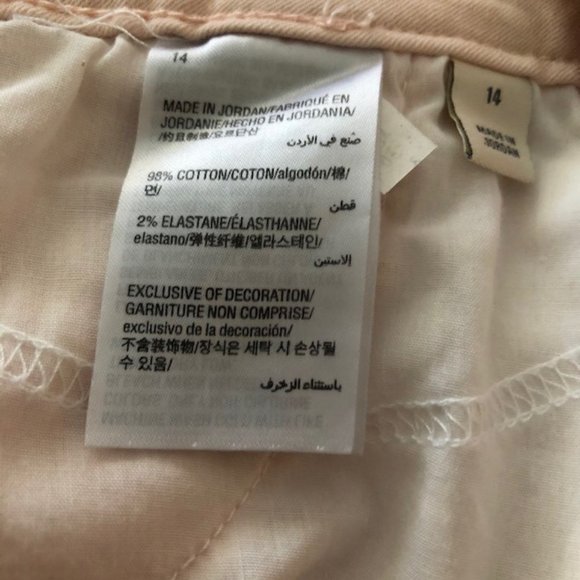 14
MADE IN JORDAN/FABRIQUÉ EN
JORDANIE/HECHO EN JORDANIA/
约旦制造/요르단산
صُنع في الأردن
98% COTTON/COTON/algodón/棉/
면/
قطن
2% ELASTANE/ÉLASTHANNE/
elastano/弹性纤维/엘라스테인/
إلاستين
EXCLUSIVE OF DECORATION/
GARNITURE NON COMPRISE/
exclusivo de la decoración/
不含装饰物/장식은 세탁 시 손상될
수 있음/
باستثناء الزخرف
14
MADE IN
JORDAN